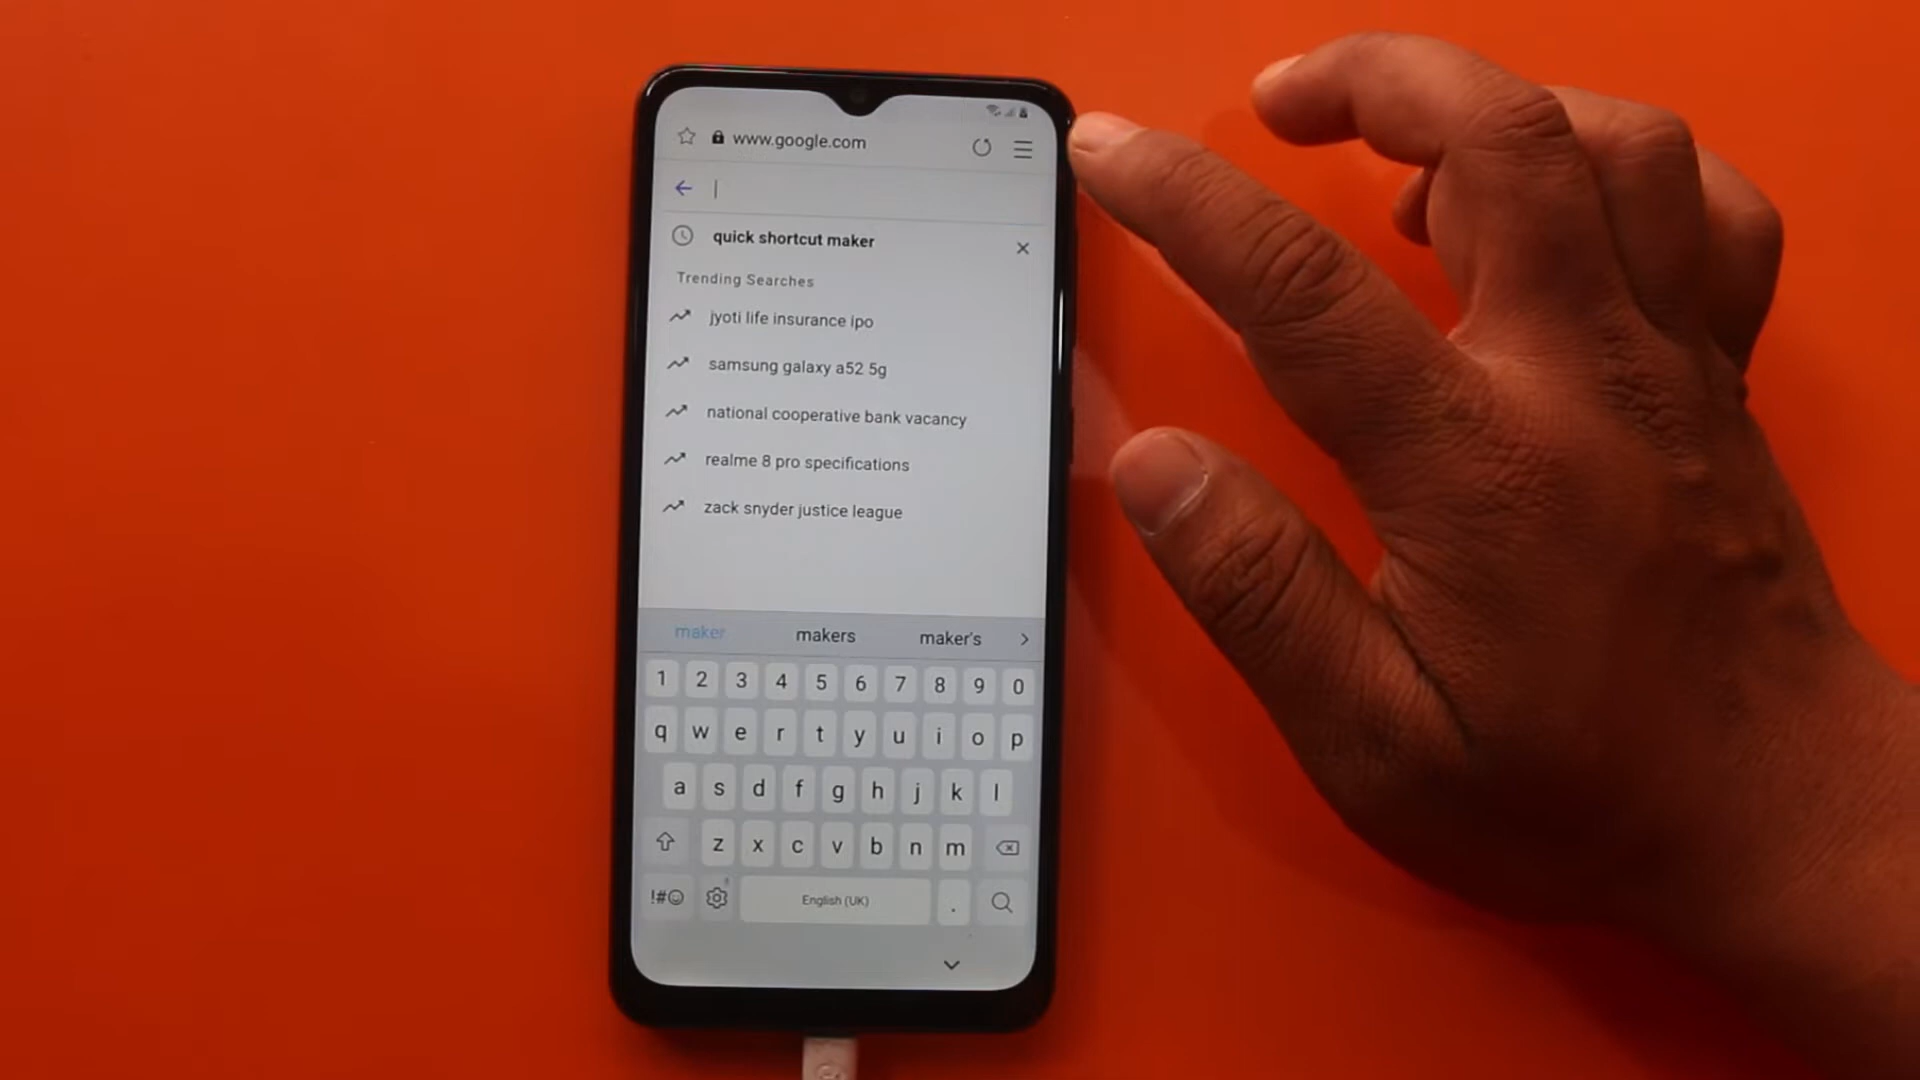 www.google.com
quick shortcut maker
Trending Searches
jyoti life insurance ipo
samsung galaxy a52 5g
national cooperative bank vacancy
realme 8 pro specifications
zack snyder justice league
maker makers maker's
1 2 3 4 5 6 7 8 9 0
q w e r t y u i o p
a s d f g h j k l
z x c v b n m
!#☺ English (UK) .